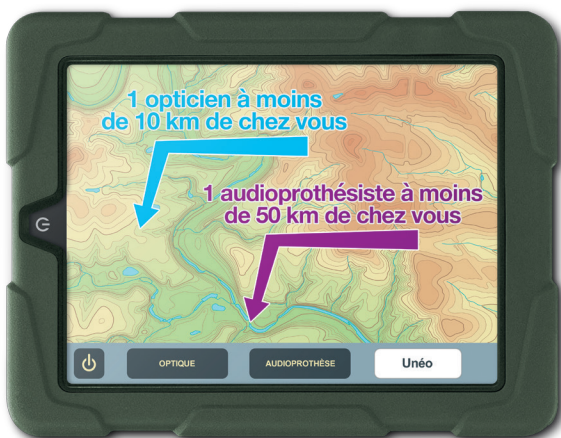 1 opticien à moins
de 10 km de chez vous
1 audioprothésiste à moins
de 50 km de chez vous
OPTIQUE
AUDIOPROTHÈSE
Unéo